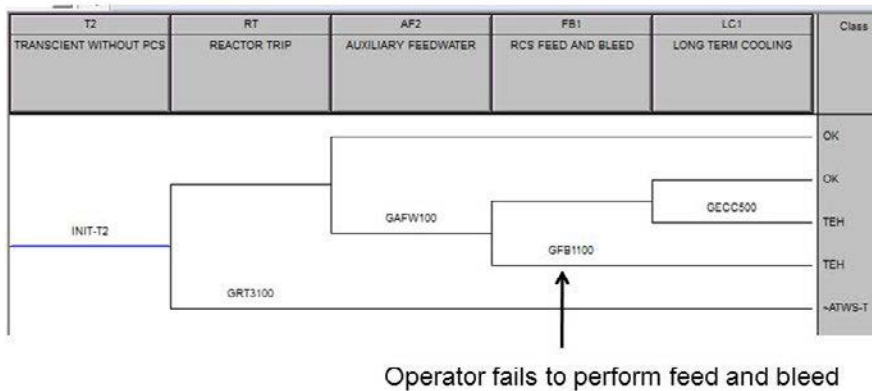 T2 RT AF2 FB1 LC1 Class
TRANSCIENT WITHOUT PCS REACTOR TRIP AUXILIARY FEEDWATER RCS FEED AND BLEED LONG TERM COOLING
OK
OK
GECC500
GAFW100
TEH
INIT-T2
GFB1100
TEH
GRT3100
~ATWS-T
Operator fails to perform feed and bleed